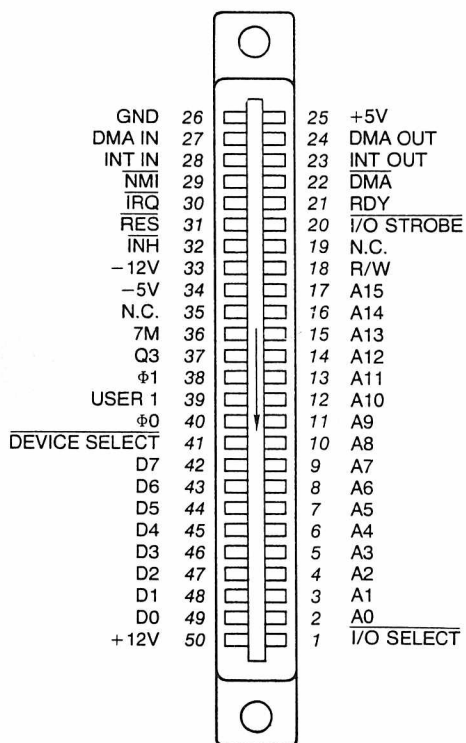 GND 26 25 +5V
DMA IN 27 24 DMA OUT
INT IN 28 23 INT OUT
NMI 29 22 DMA
IRQ 30 21 RDY
RES 31 20 I/O STROBE
INH 32 19 N.C.
−12V 33 18 R/W
−5V 34 17 A15
N.C. 35 16 A14
7M 36 15 A13
Q3 37 14 A12
Φ1 38 13 A11
USER 1 39 12 A10
Φ0 40 11 A9
DEVICE SELECT 41 10 A8
D7 42 9 A7
D6 43 8 A6
D5 44 7 A5
D4 45 6 A4
D3 46 5 A3
D2 47 4 A2
D1 48 3 A1
D0 49 2 A0
+12V 50 1 I/O SELECT